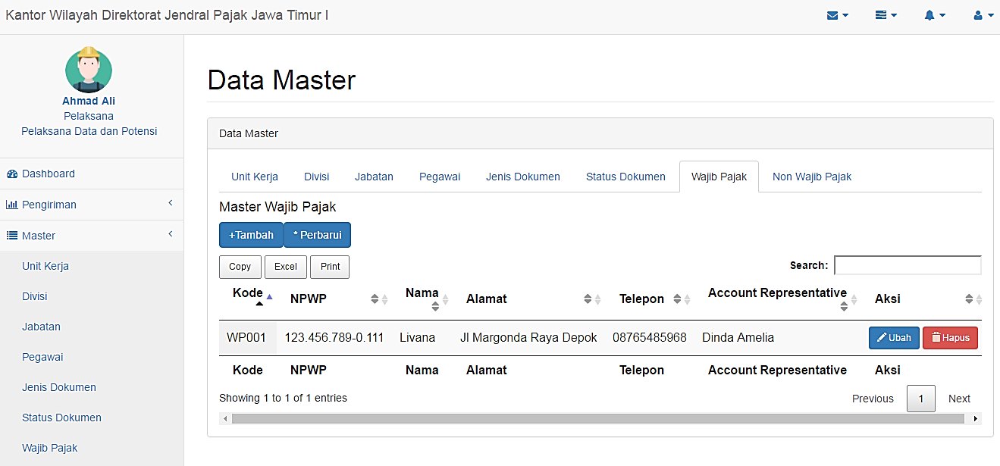 Kantor Wilayah Direktorat Jendral Pajak Jawa Timur I
Ahmad Ali
Pelaksana
Pelaksana Data dan Potensi
Dashboard
Pengiriman
Master
Unit Kerja
Divisi
Jabatan
Pegawai
Jenis Dokumen
Status Dokumen
Wajib Pajak
Data Master
Data Master
Unit Kerja Divisi Jabatan Pegawai Jenis Dokumen Status Dokumen Wajib Pajak Non Wajib Pajak
Master Wajib Pajak
+Tambah * Perbarui
Copy Excel Print Search:
Kode NPWP Nama Alamat Telepon Account Representative Aksi
WP001 123.456.789-0.111 Livana Jl Margonda Raya Depok 08765485968 Dinda Amelia Ubah Hapus
Kode NPWP Nama Alamat Telepon Account Representative Aksi
Showing 1 to 1 of 1 entries Previous 1 Next